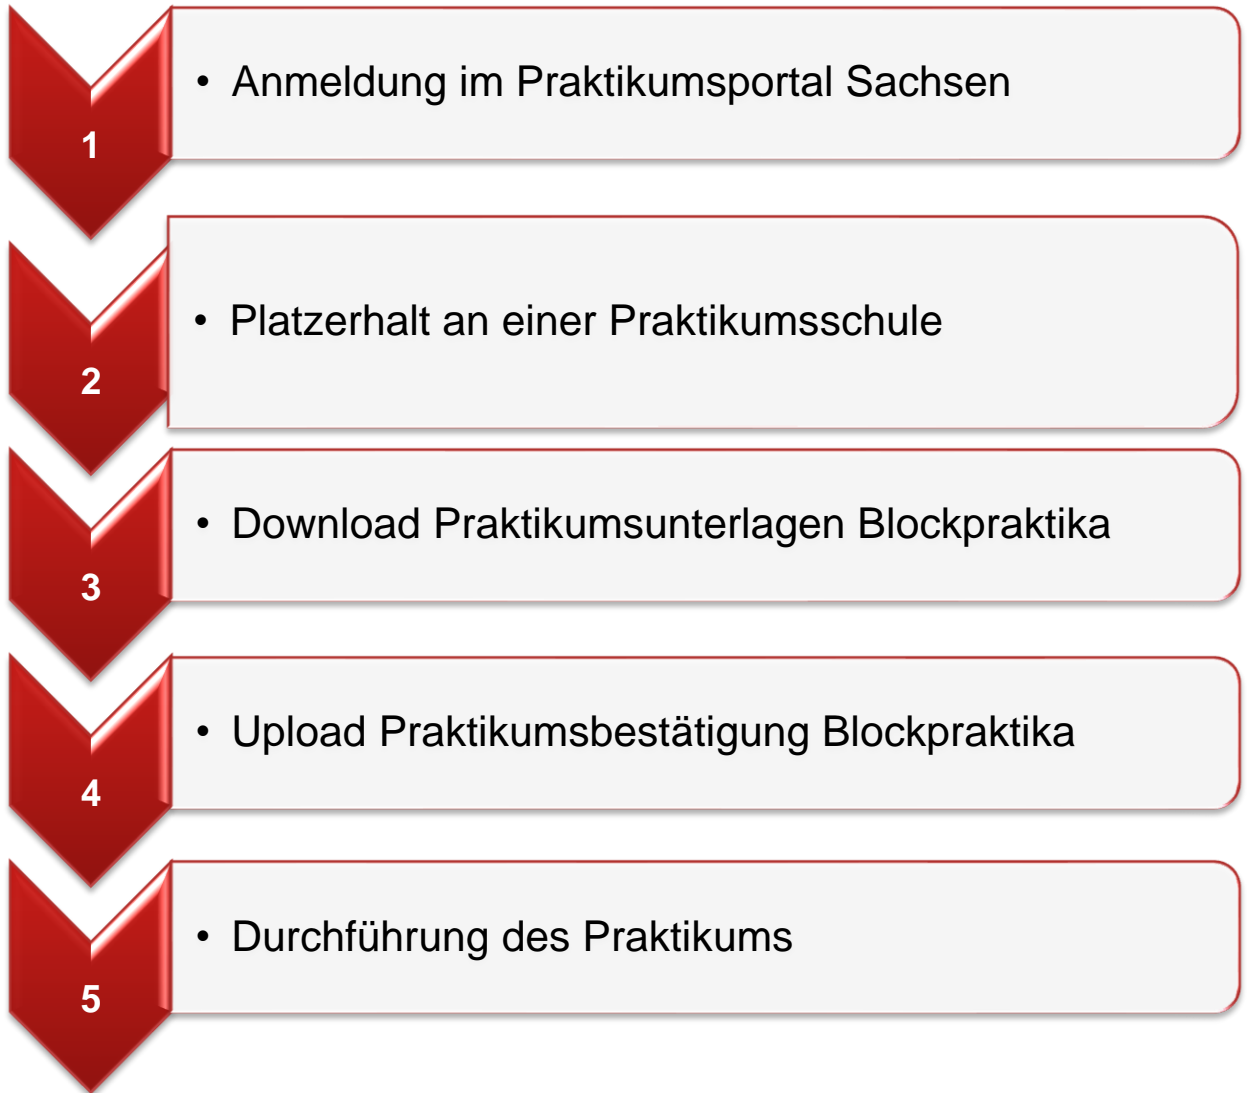 1
• Anmeldung im Praktikumsportal Sachsen
2
• Platzerhalt an einer Praktikumsschule
3
• Download Praktikumsunterlagen Blockpraktika
4
• Upload Praktikumsbestätigung Blockpraktika
5
• Durchführung des Praktikums